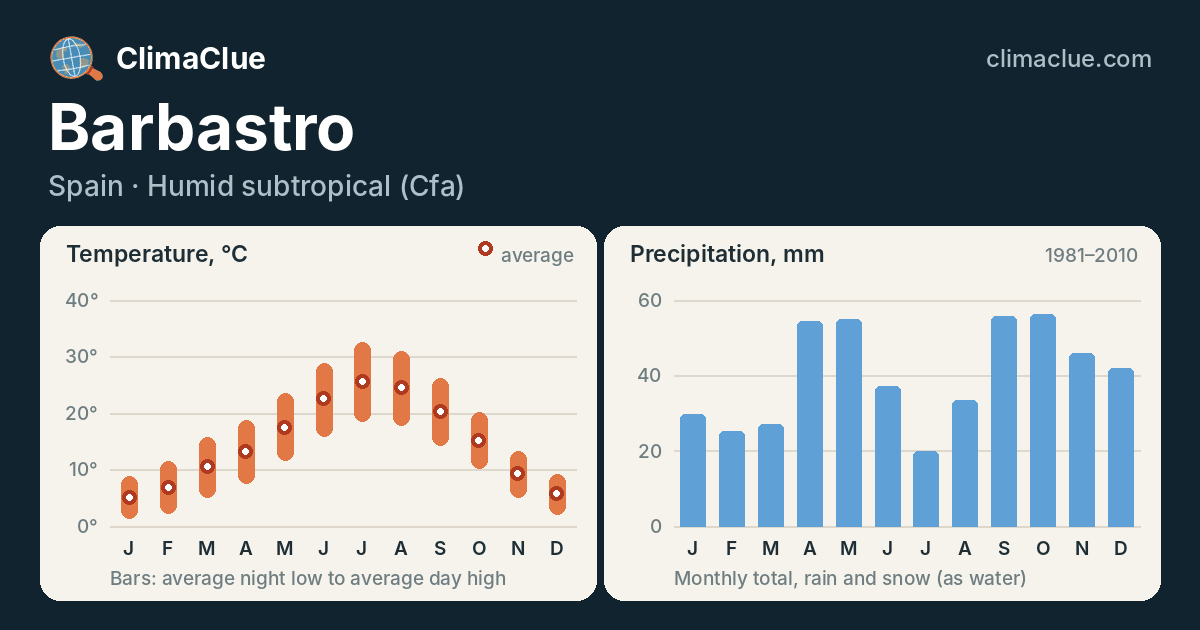 ClimaClue
climaclue.com
Barbastro
Spain · Humid subtropical (Cfa)
Temperature, °C
average
40°
30°
20°
10°
0°
J F M A M J J A S O N D
Bars: average night low to average day high
Precipitation, mm
1981–2010
60
40
20
0
J F M A M J J A S O N D
Monthly total, rain and snow (as water)